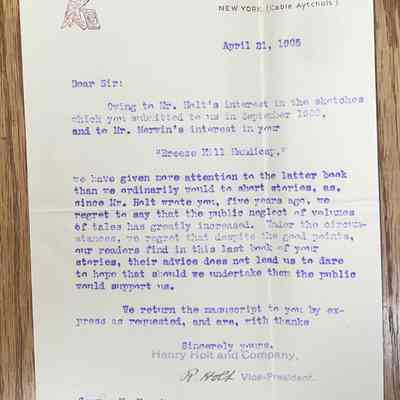 NEW YORK (Cable Aytchols)
April 21, 1905
Dear Sir:
Owing to Mr. Holt's interest in the sketches
which you submitted to us in September 1900,
and to Mr. Merwin's interest in your
"Breeze Hill Handicap,"
we have given more attention to the latter book
than we ordinarily would to short stories, as,
since Mr. Holt wrote you, five years ago, we
regret to say that the public neglect of volumes
of tales has greatly increased. Under the circum-
stances, we regret that despite the good points,
our readers find in this last book of your
stories, their advice does not lead us to dare
to hope that should we undertake them the public
would support us.
We return the manuscript to you by ex-
press as requested, and are, with thanks
Sincerely yours.
Henry Holt and Company,
R Holt Vice-President.